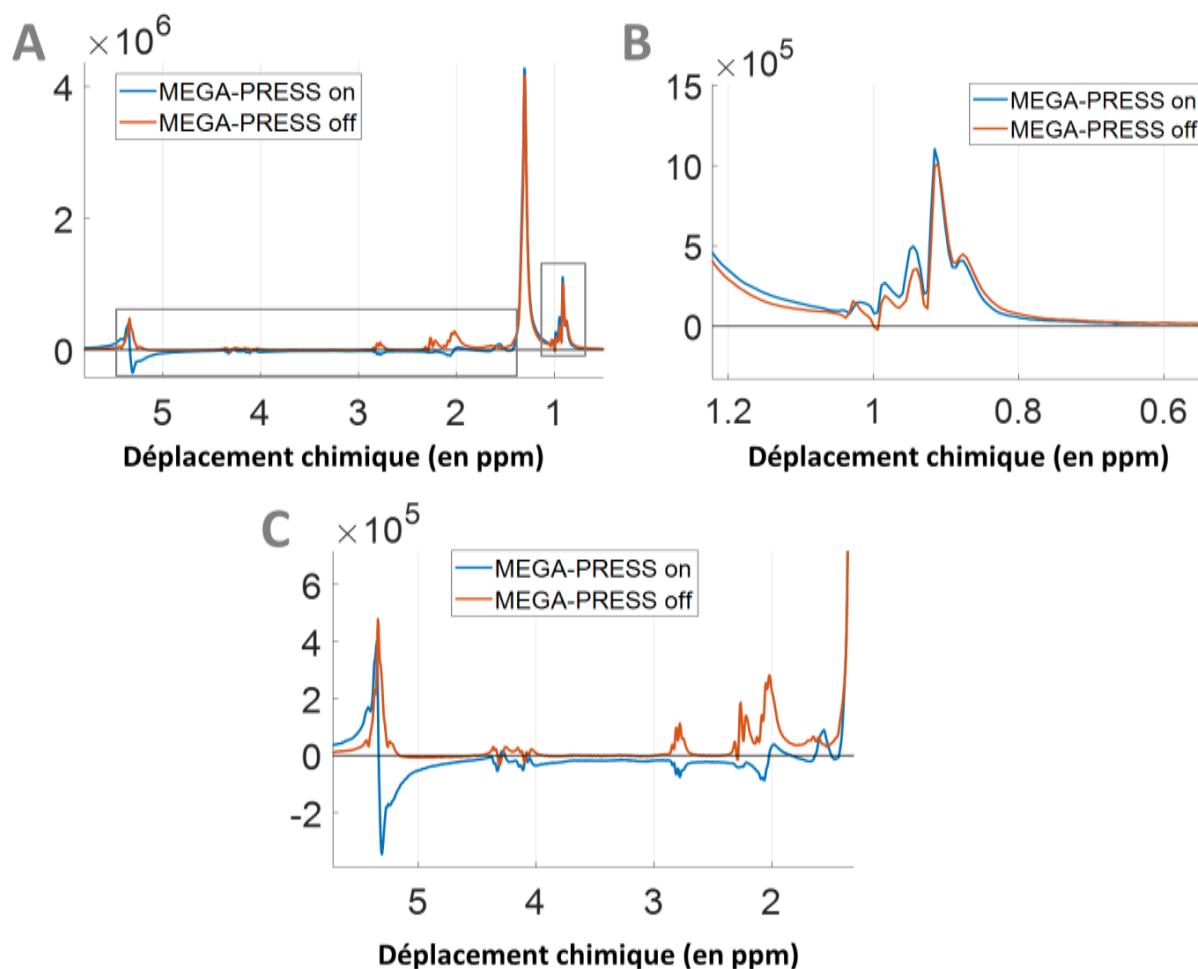 A
× 10^6
MEGA-PRESS on
MEGA-PRESS off
4
2
0
5 4 3 2 1
Déplacement chimique (en ppm)
B
× 10^5
MEGA-PRESS on
MEGA-PRESS off
15
10
5
0
1.2 1 0.8 0.6
Déplacement chimique (en ppm)
C
× 10^5
MEGA-PRESS on
MEGA-PRESS off
6
4
2
0
-2
5 4 3 2
Déplacement chimique (en ppm)